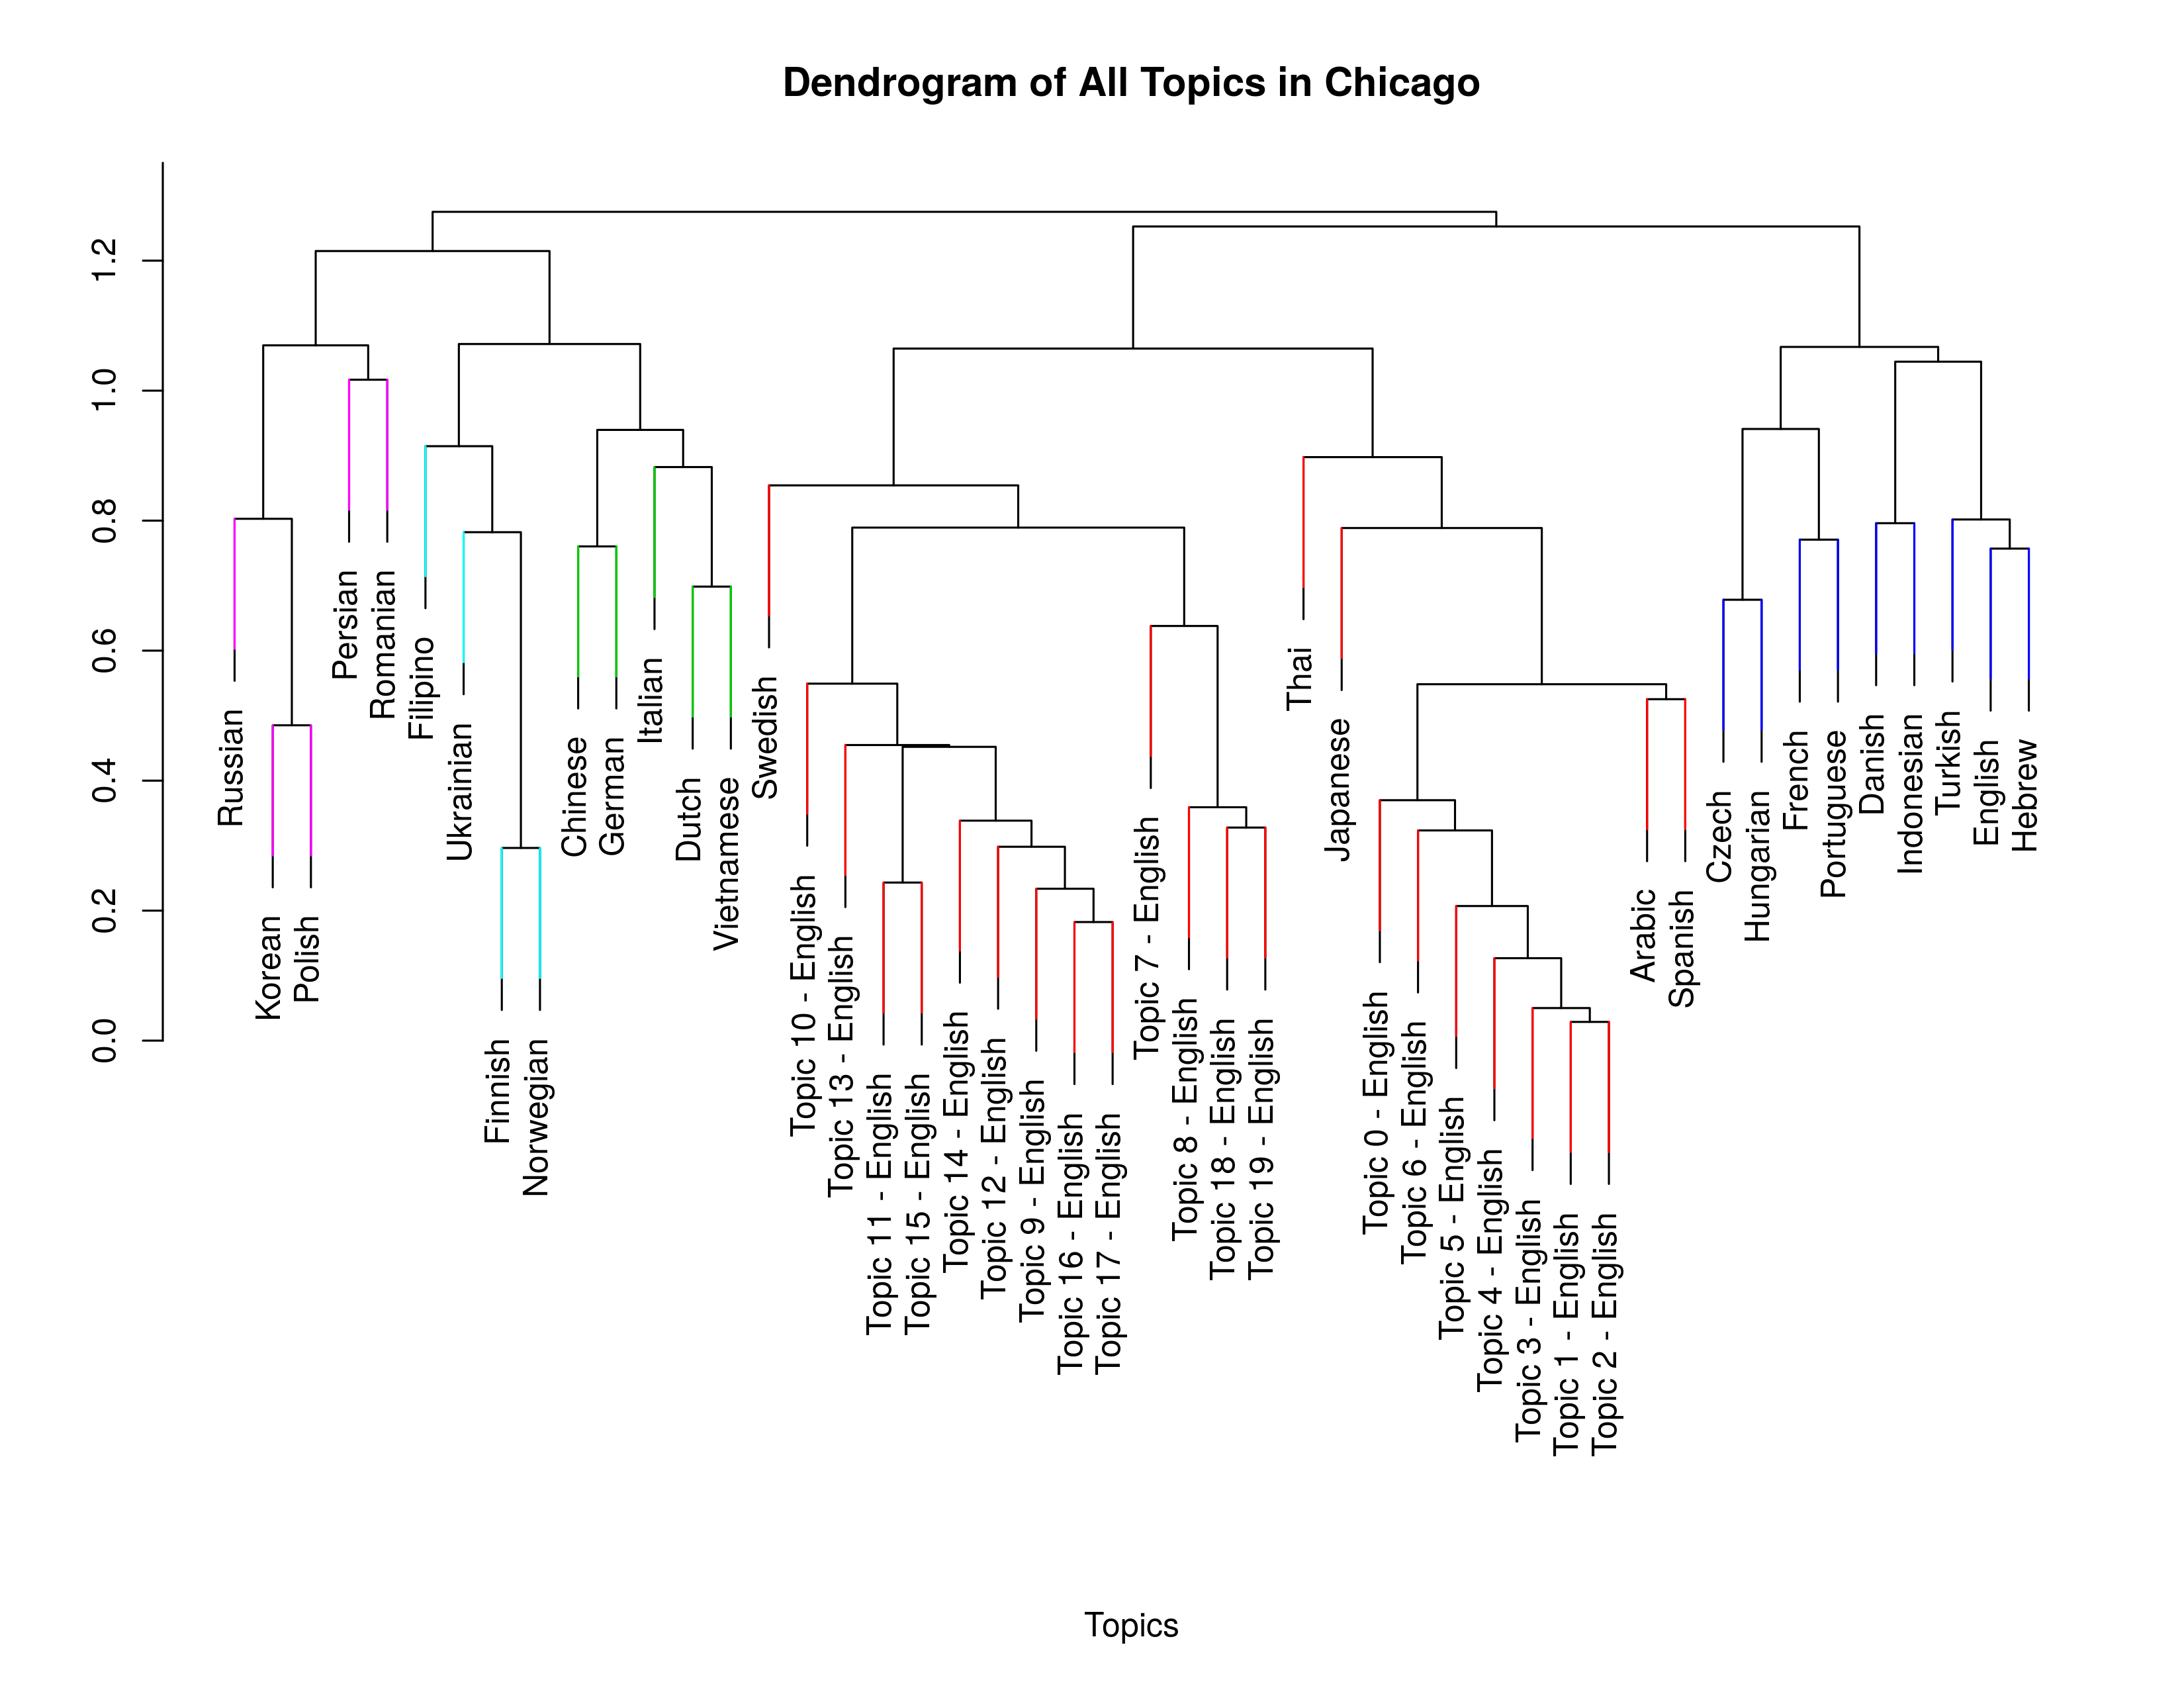 Dendrogram of All Topics in Chicago
1.2
1.0
0.8
0.6
0.4
0.2
0.0
Russian
Korean
Polish
Persian
Romanian
Filipino
Ukrainian
Finnish
Norwegian
Chinese
German
Italian
Dutch
Vietnamese
Swedish
Topic 10 - English
Topic 13 - English
Topic 11 - English
Topic 15 - English
Topic 14 - English
Topic 12 - English
Topic 9 - English
Topic 16 - English
Topic 17 - English
Topic 7 - English
Topic 8 - English
Topic 18 - English
Topic 19 - English
Thai
Japanese
Topic 0 - English
Topic 6 - English
Topic 5 - English
Topic 4 - English
Topic 3 - English
Topic 1 - English
Topic 2 - English
Arabic
Spanish
Czech
Hungarian
French
Portuguese
Danish
Indonesian
Turkish
English
Hebrew
Topics